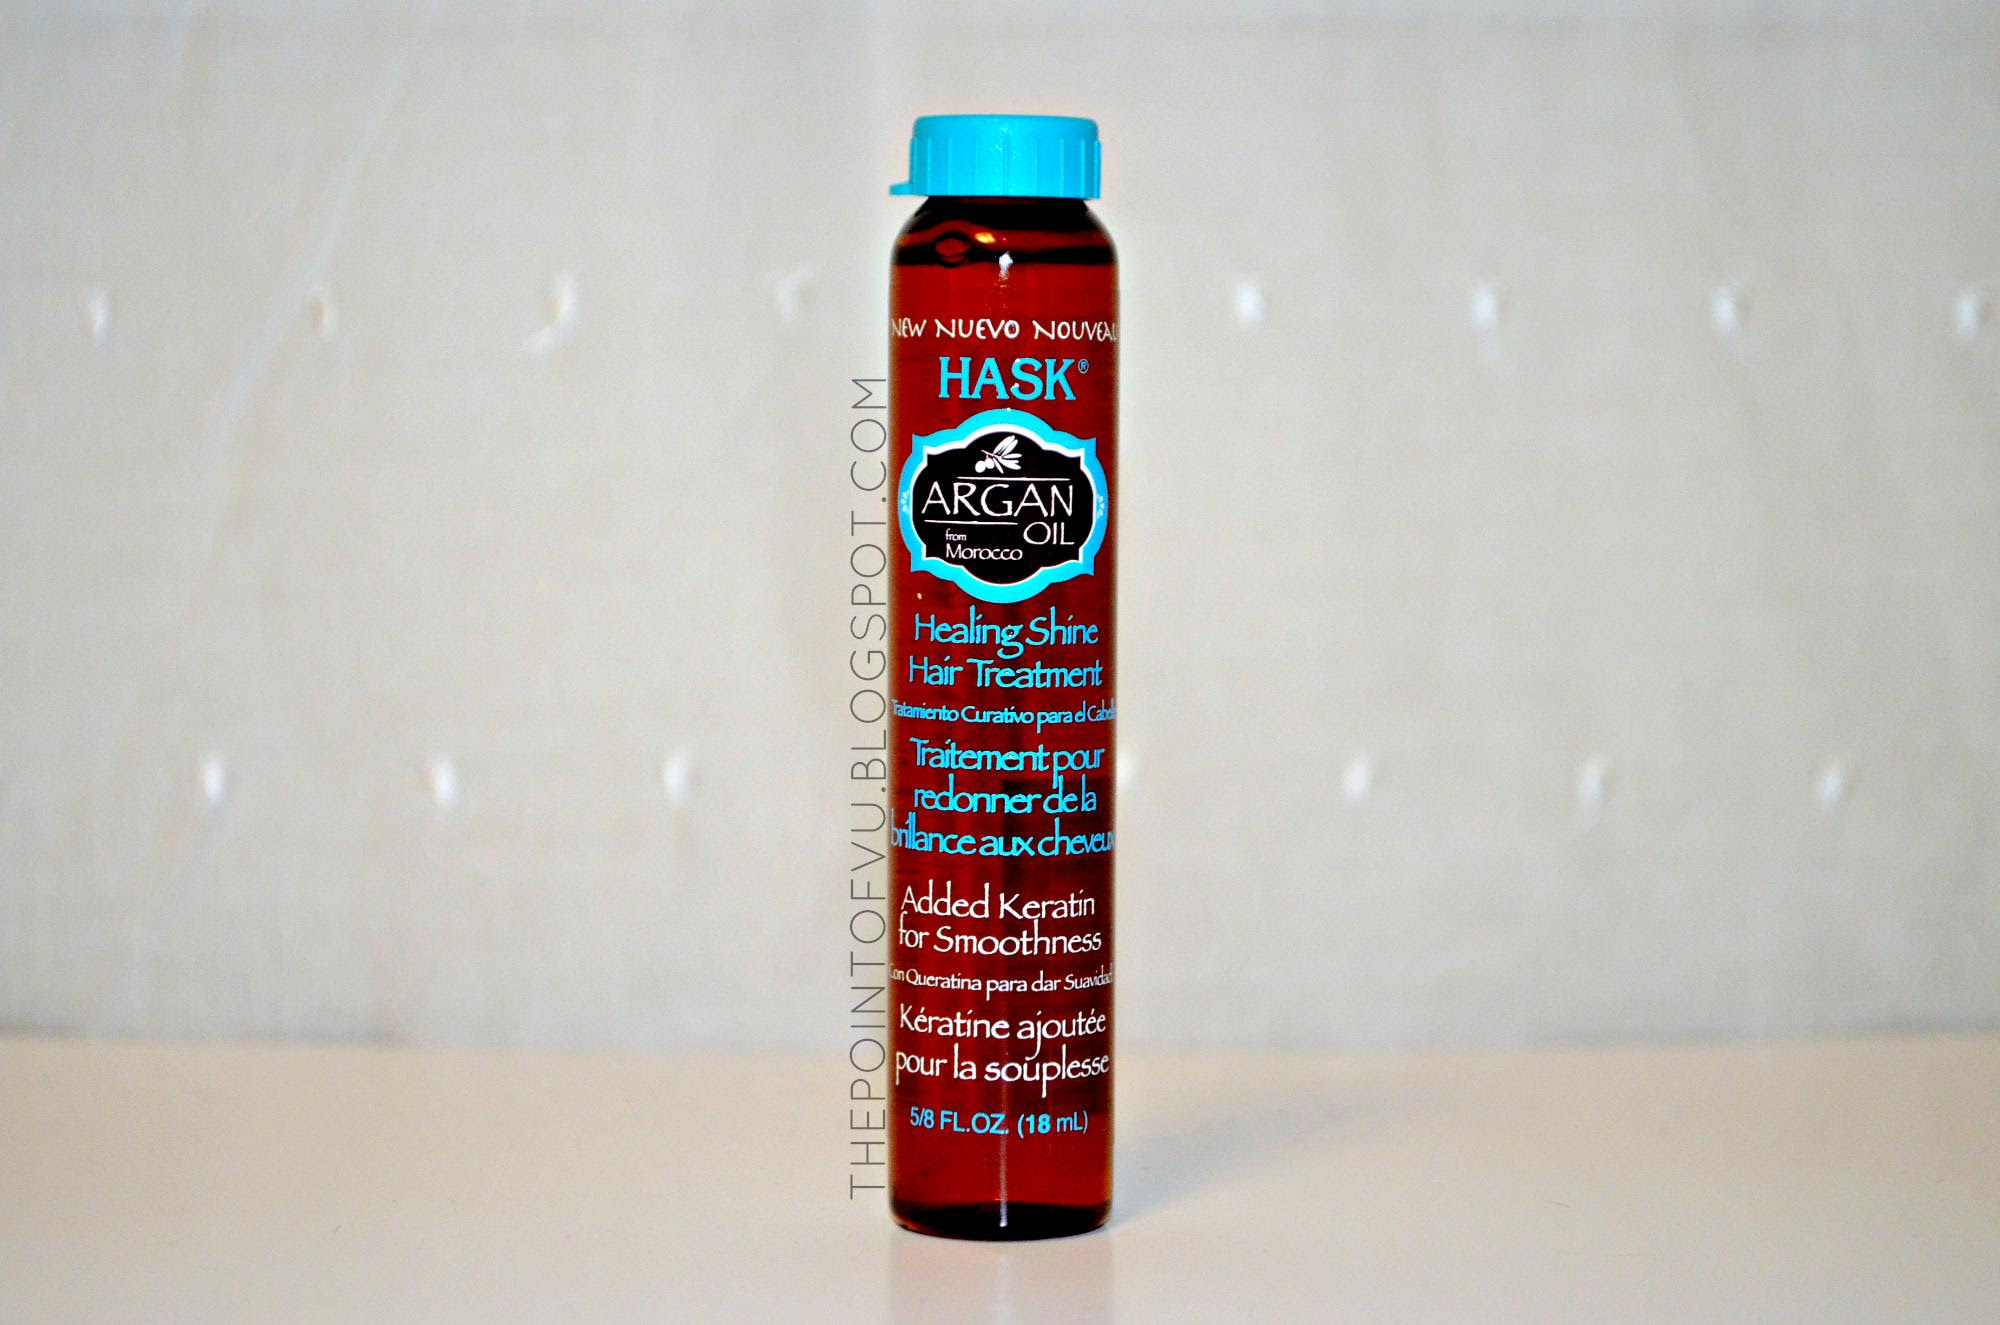 NEW NUEVO NOUVEAU
HASK®
ARGAN
OIL
from
Morocco
Healing Shine
Hair Treatment
Tratamiento Curativo para el Cabello
Traitement pour
redonner de la
brillance aux cheveux
Added Keratin
for Smoothness
Con Queratina para dar Suavidad
Kératine ajoutée
pour la souplesse
5/8 FL.OZ. (18 mL)
THEPOINTOFVU.BLOGSPOT.COM